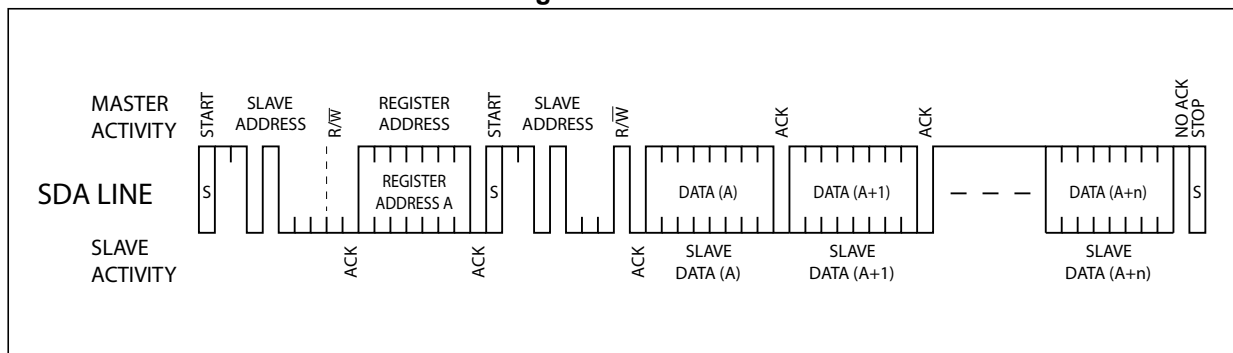 g
MASTER ACTIVITY
START
SLAVE ADDRESS
R/W
REGISTER ADDRESS
START
SLAVE ADDRESS
R/W
ACK
ACK
NO ACK
STOP
SDA LINE
S
REGISTER ADDRESS A
S
DATA (A)
DATA (A+1)
DATA (A+n)
S
SLAVE ACTIVITY
ACK
ACK
ACK
SLAVE DATA (A)
SLAVE DATA (A+1)
SLAVE DATA (A+n)